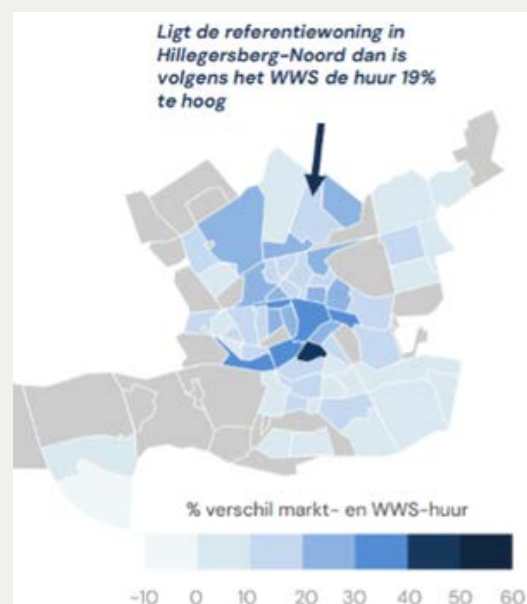 Ligt de referentiewoning in
Hillegersberg-Noord dan is
volgens het WWS de huur 19%
te hoog
% verschil markt- en WWS-huur
-10 0 10 20 30 40 50 60